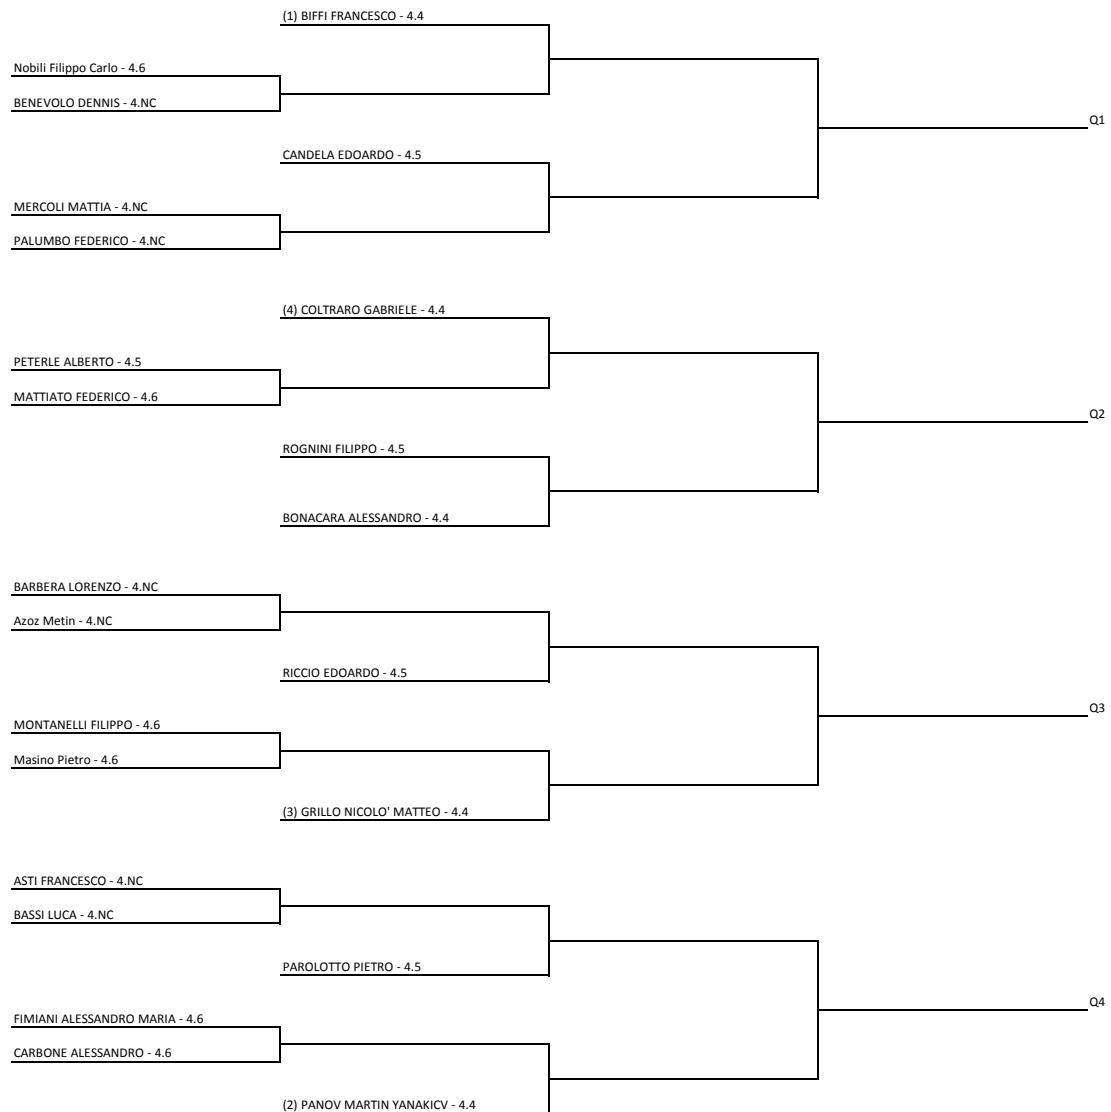 (1) BIFFI FRANCESCO - 4.4
Nobili Filippo Carlo - 4.6
BENEVOLO DENNIS - 4.NC
Q1
CANDELA EDOARDO - 4.5
MERCOLI MATTIA - 4.NC
PALUMBO FEDERICO - 4.NC
(4) COLTRARO GABRIELE - 4.4
PETERLE ALBERTO - 4.5
MATTIATO FEDERICO - 4.6
Q2
ROGNINI FILIPPO - 4.5
BONACARA ALESSANDRO - 4.4
BARBERA LORENZO - 4.NC
Azoz Metin - 4.NC
RICCIO EDOARDO - 4.5
Q3
MONTANELLI FILIPPO - 4.6
Masino Pietro - 4.6
(3) GRILLO NICOLO' MATTEO - 4.4
ASTI FRANCESCO - 4.NC
BASSI LUCA - 4.NC
PAROLOTTO PIETRO - 4.5
Q4
FIMIANI ALESSANDRO MARIA - 4.6
CARBONE ALESSANDRO - 4.6
(2) PANOV MARTIN YANAKICV - 4.4